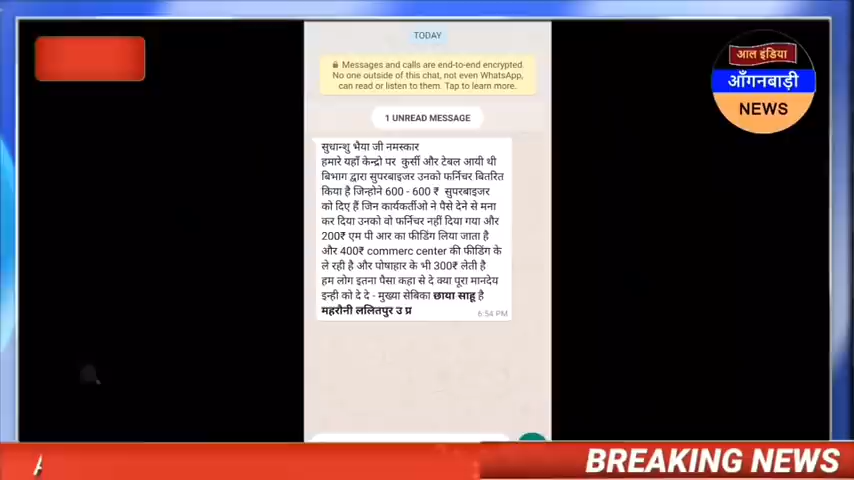 TODAY
Messages and calls are end-to-end encrypted.
No one outside of this chat, not even WhatsApp,
can read or listen to them. Tap to learn more.
1 UNREAD MESSAGE
सुधान्शु भैया जी नमस्कार
हमारे यहाँ केन्द्रो पर कुर्सी और टेबल आयी थी
बिभाग द्वारा सुपरबाइजर उनको फर्निचर बितरित
किया है जिन्होने 600 - 600 ₹ सुपरबाइजर
को दिए हैं जिन कार्यकर्तीओ ने पैसे देने से मना
कर दिया उनको वो फर्निचर नहीं दिया गया और
200₹ एम पी आर का फीडिंग लिया जाता है
और 400₹ commerc center की फीडिंग के
ले रही है और पोषाहार के भी 300₹ लेती है
हम लोग इतना पैसा कहा से दे क्या पूरा मानदेय
इन्ही को दे दे - मुख्या सेबिका छाया साहू है
महरौनी ललितपुर उ प्र
6:54 PM
आल इंडिया
आँगनबाड़ी
NEWS
BREAKING NEWS